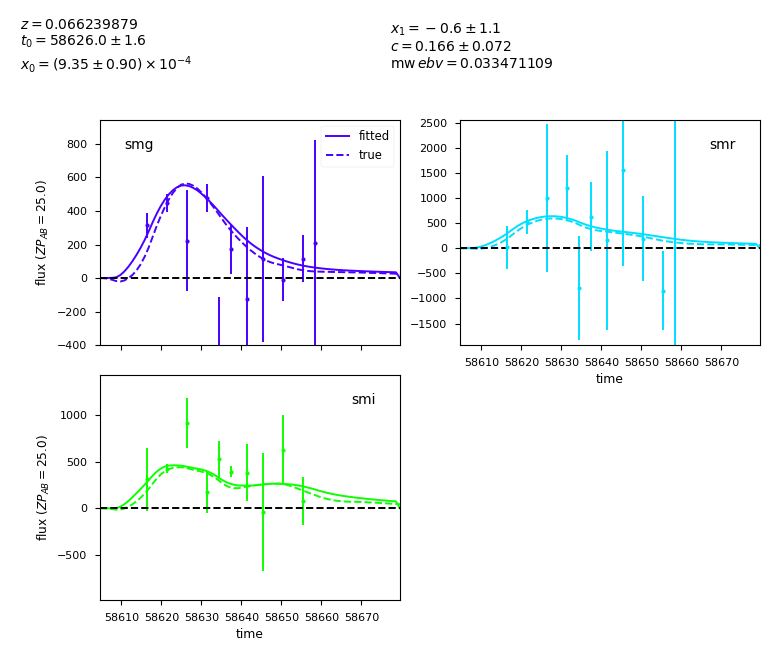 z = 0.066239879
t₀ = 58626.0 ± 1.6
x₀ = (9.35 ± 0.90) × 10⁻⁴
x₁ = −0.6 ± 1.1
c = 0.166 ± 0.072
mw ebv = 0.033471109
smg
fitted
true
800
600
400
200
0
−200
−400
flux (ZP_AB = 25.0)
smr
2500
2000
1500
1000
500
0
−500
−1000
−1500
58610 58620 58630 58640 58650 58660 58670
time
smi
1000
500
0
−500
flux (ZP_AB = 25.0)
58610 58620 58630 58640 58650 58660 58670
time